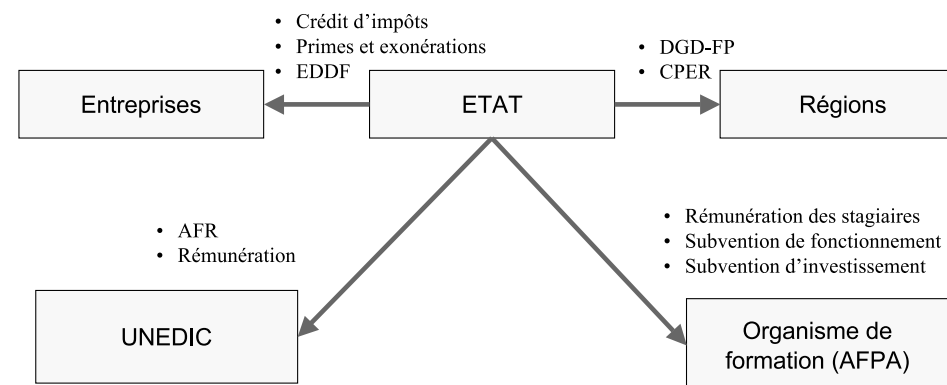 • Crédit d’impôts
• Primes et exonérations
• EDDF
• DGD-FP
• CPER
Entreprises
ETAT
Régions
• AFR
• Rémunération
• Rémunération des stagiaires
• Subvention de fonctionnement
• Subvention d’investissement
UNEDIC
Organisme de
formation (AFPA)